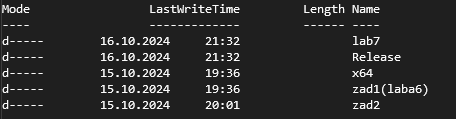 Mode LastWriteTime Length Name
---- ------------- ------ ----
d----- 16.10.2024 21:32 lab7
d----- 16.10.2024 21:32 Release
d----- 15.10.2024 19:36 x64
d----- 15.10.2024 19:36 zad1(laba6)
d----- 15.10.2024 20:01 zad2